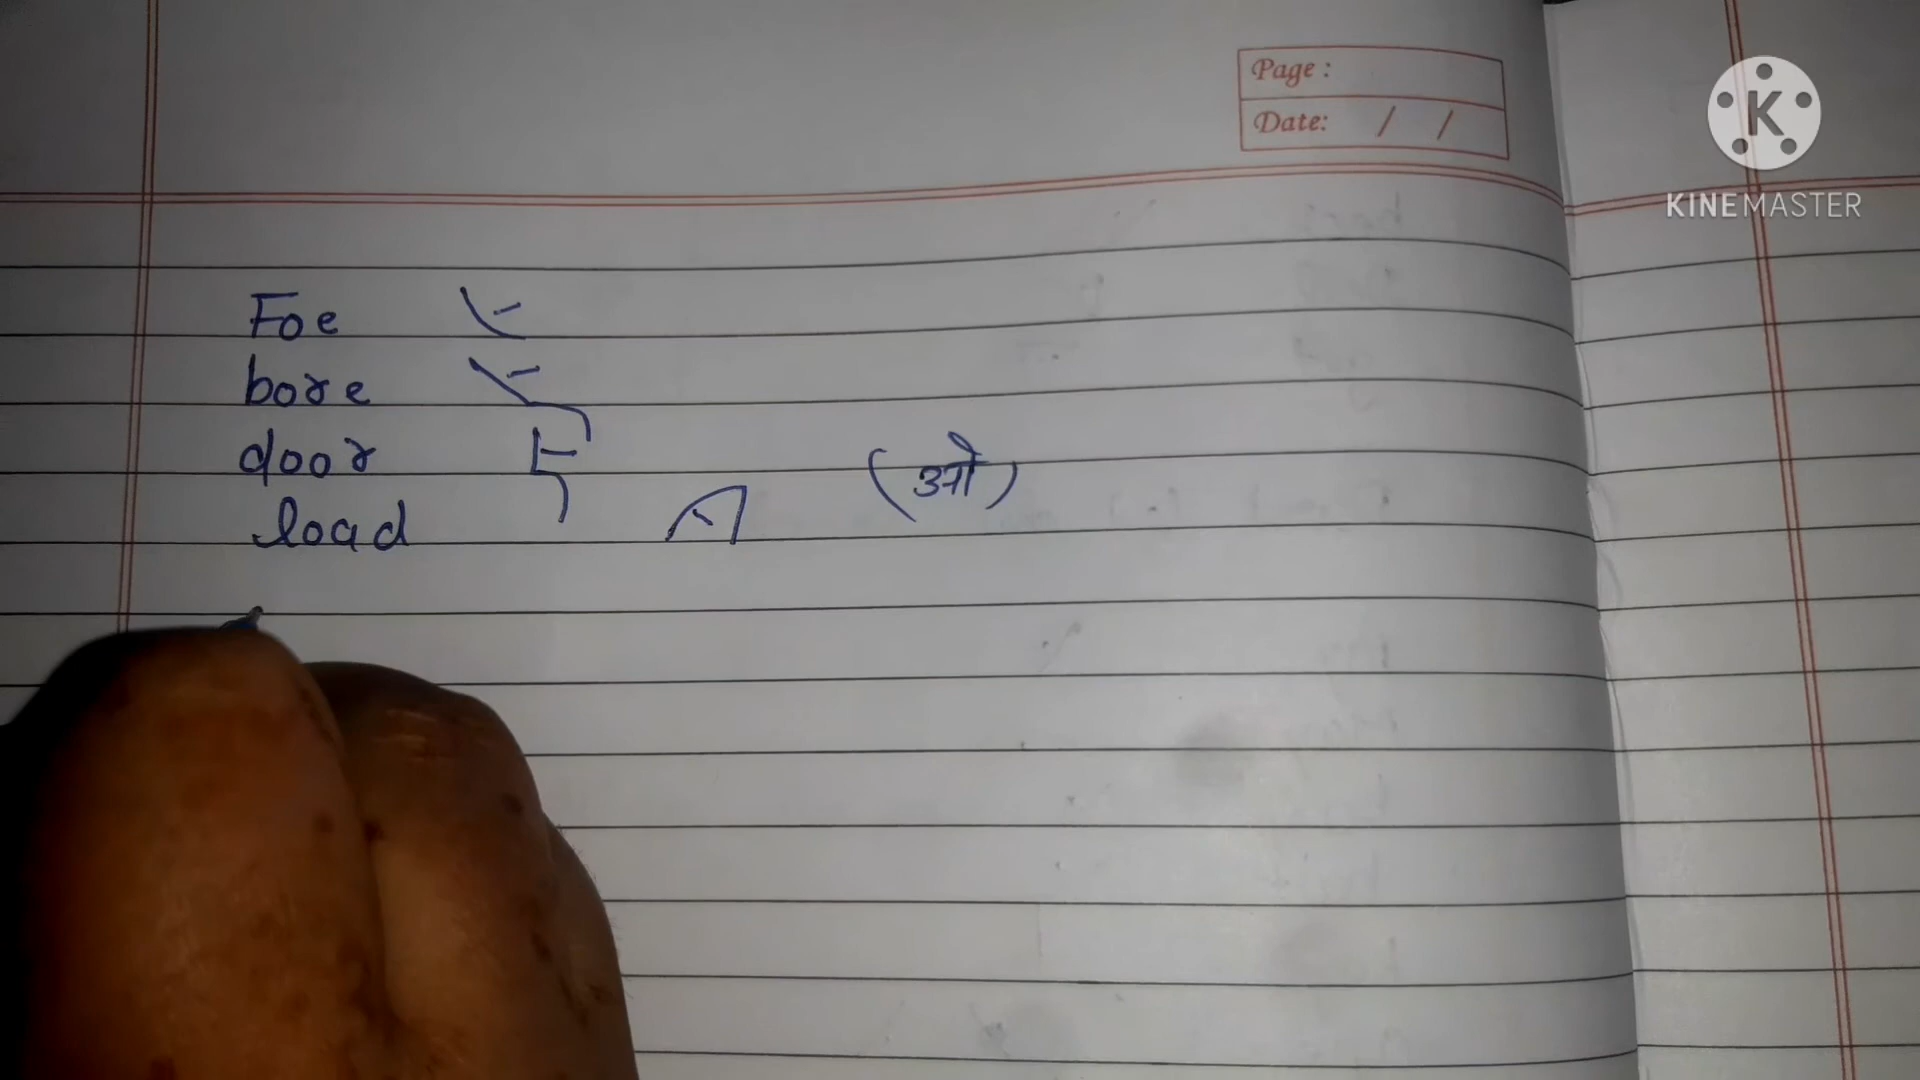 Page :
Date: / /
KINEMASTER
Foe
bore
door
(ओ)
load